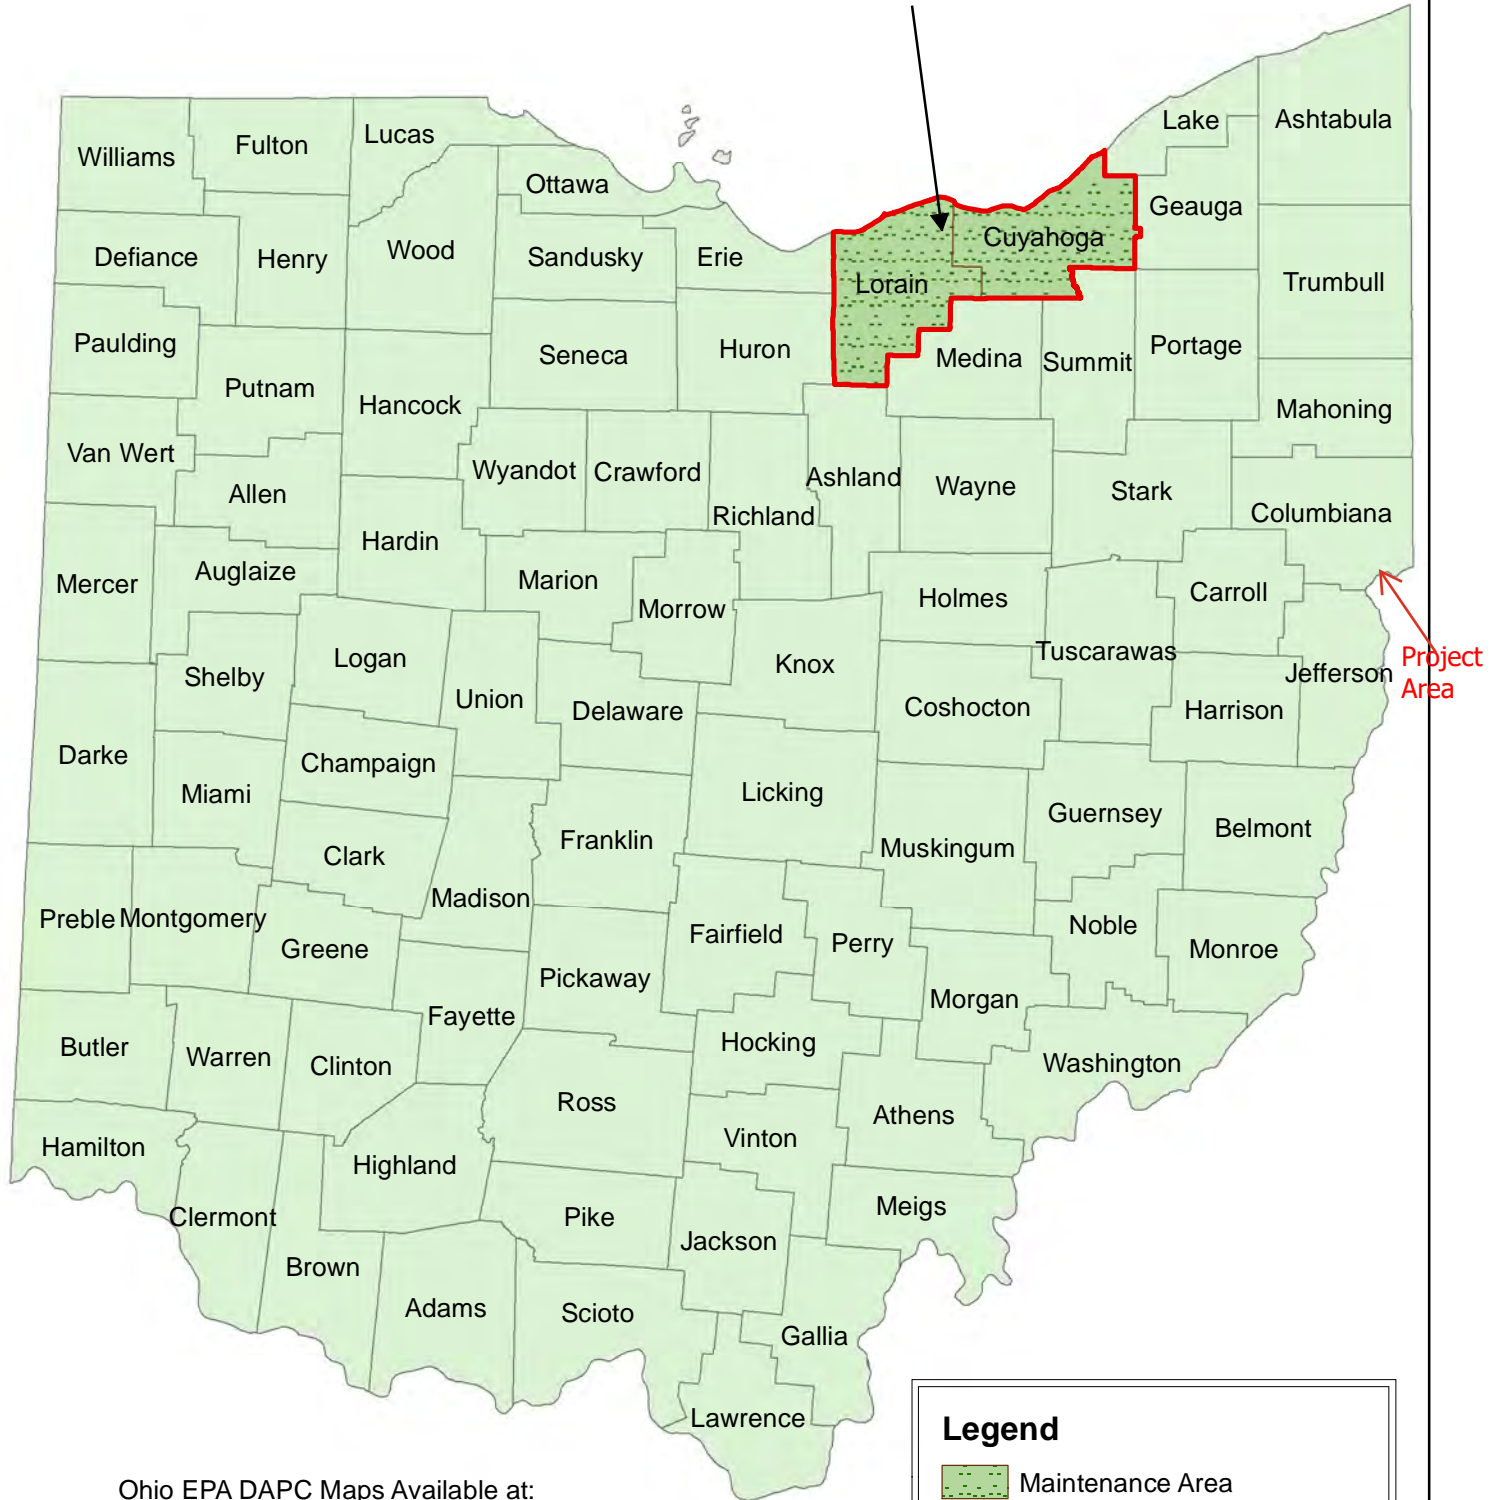 Lake
Ashtabula
Lucas
Fulton
Williams
Ottawa
Geauga
Cuyahoga
Wood
Defiance
Henry
Sandusky
Erie
Lorain
Trumbull
Paulding
Seneca
Huron
Medina
Summit
Portage
Putnam
Hancock
Mahoning
Van Wert
Wyandot
Crawford
Ashland
Wayne
Stark
Allen
Richland
Columbiana
Hardin
Auglaize
Mercer
Marion
Morrow
Holmes
Carroll
Logan
Knox
Tuscarawas
Jefferson
Project
Area
Shelby
Union
Delaware
Coshocton
Harrison
Darke
Champaign
Miami
Licking
Guernsey
Belmont
Franklin
Muskingum
Clark
Madison
Preble
Montgomery
Greene
Fairfield
Perry
Noble
Monroe
Pickaway
Morgan
Fayette
Butler
Warren
Clinton
Hocking
Washington
Ross
Athens
Vinton
Hamilton
Highland
Meigs
Clermont
Pike
Jackson
Brown
Adams
Scioto
Gallia
Lawrence
Legend
Maintenance Area
Ohio EPA DAPC Maps Available at: